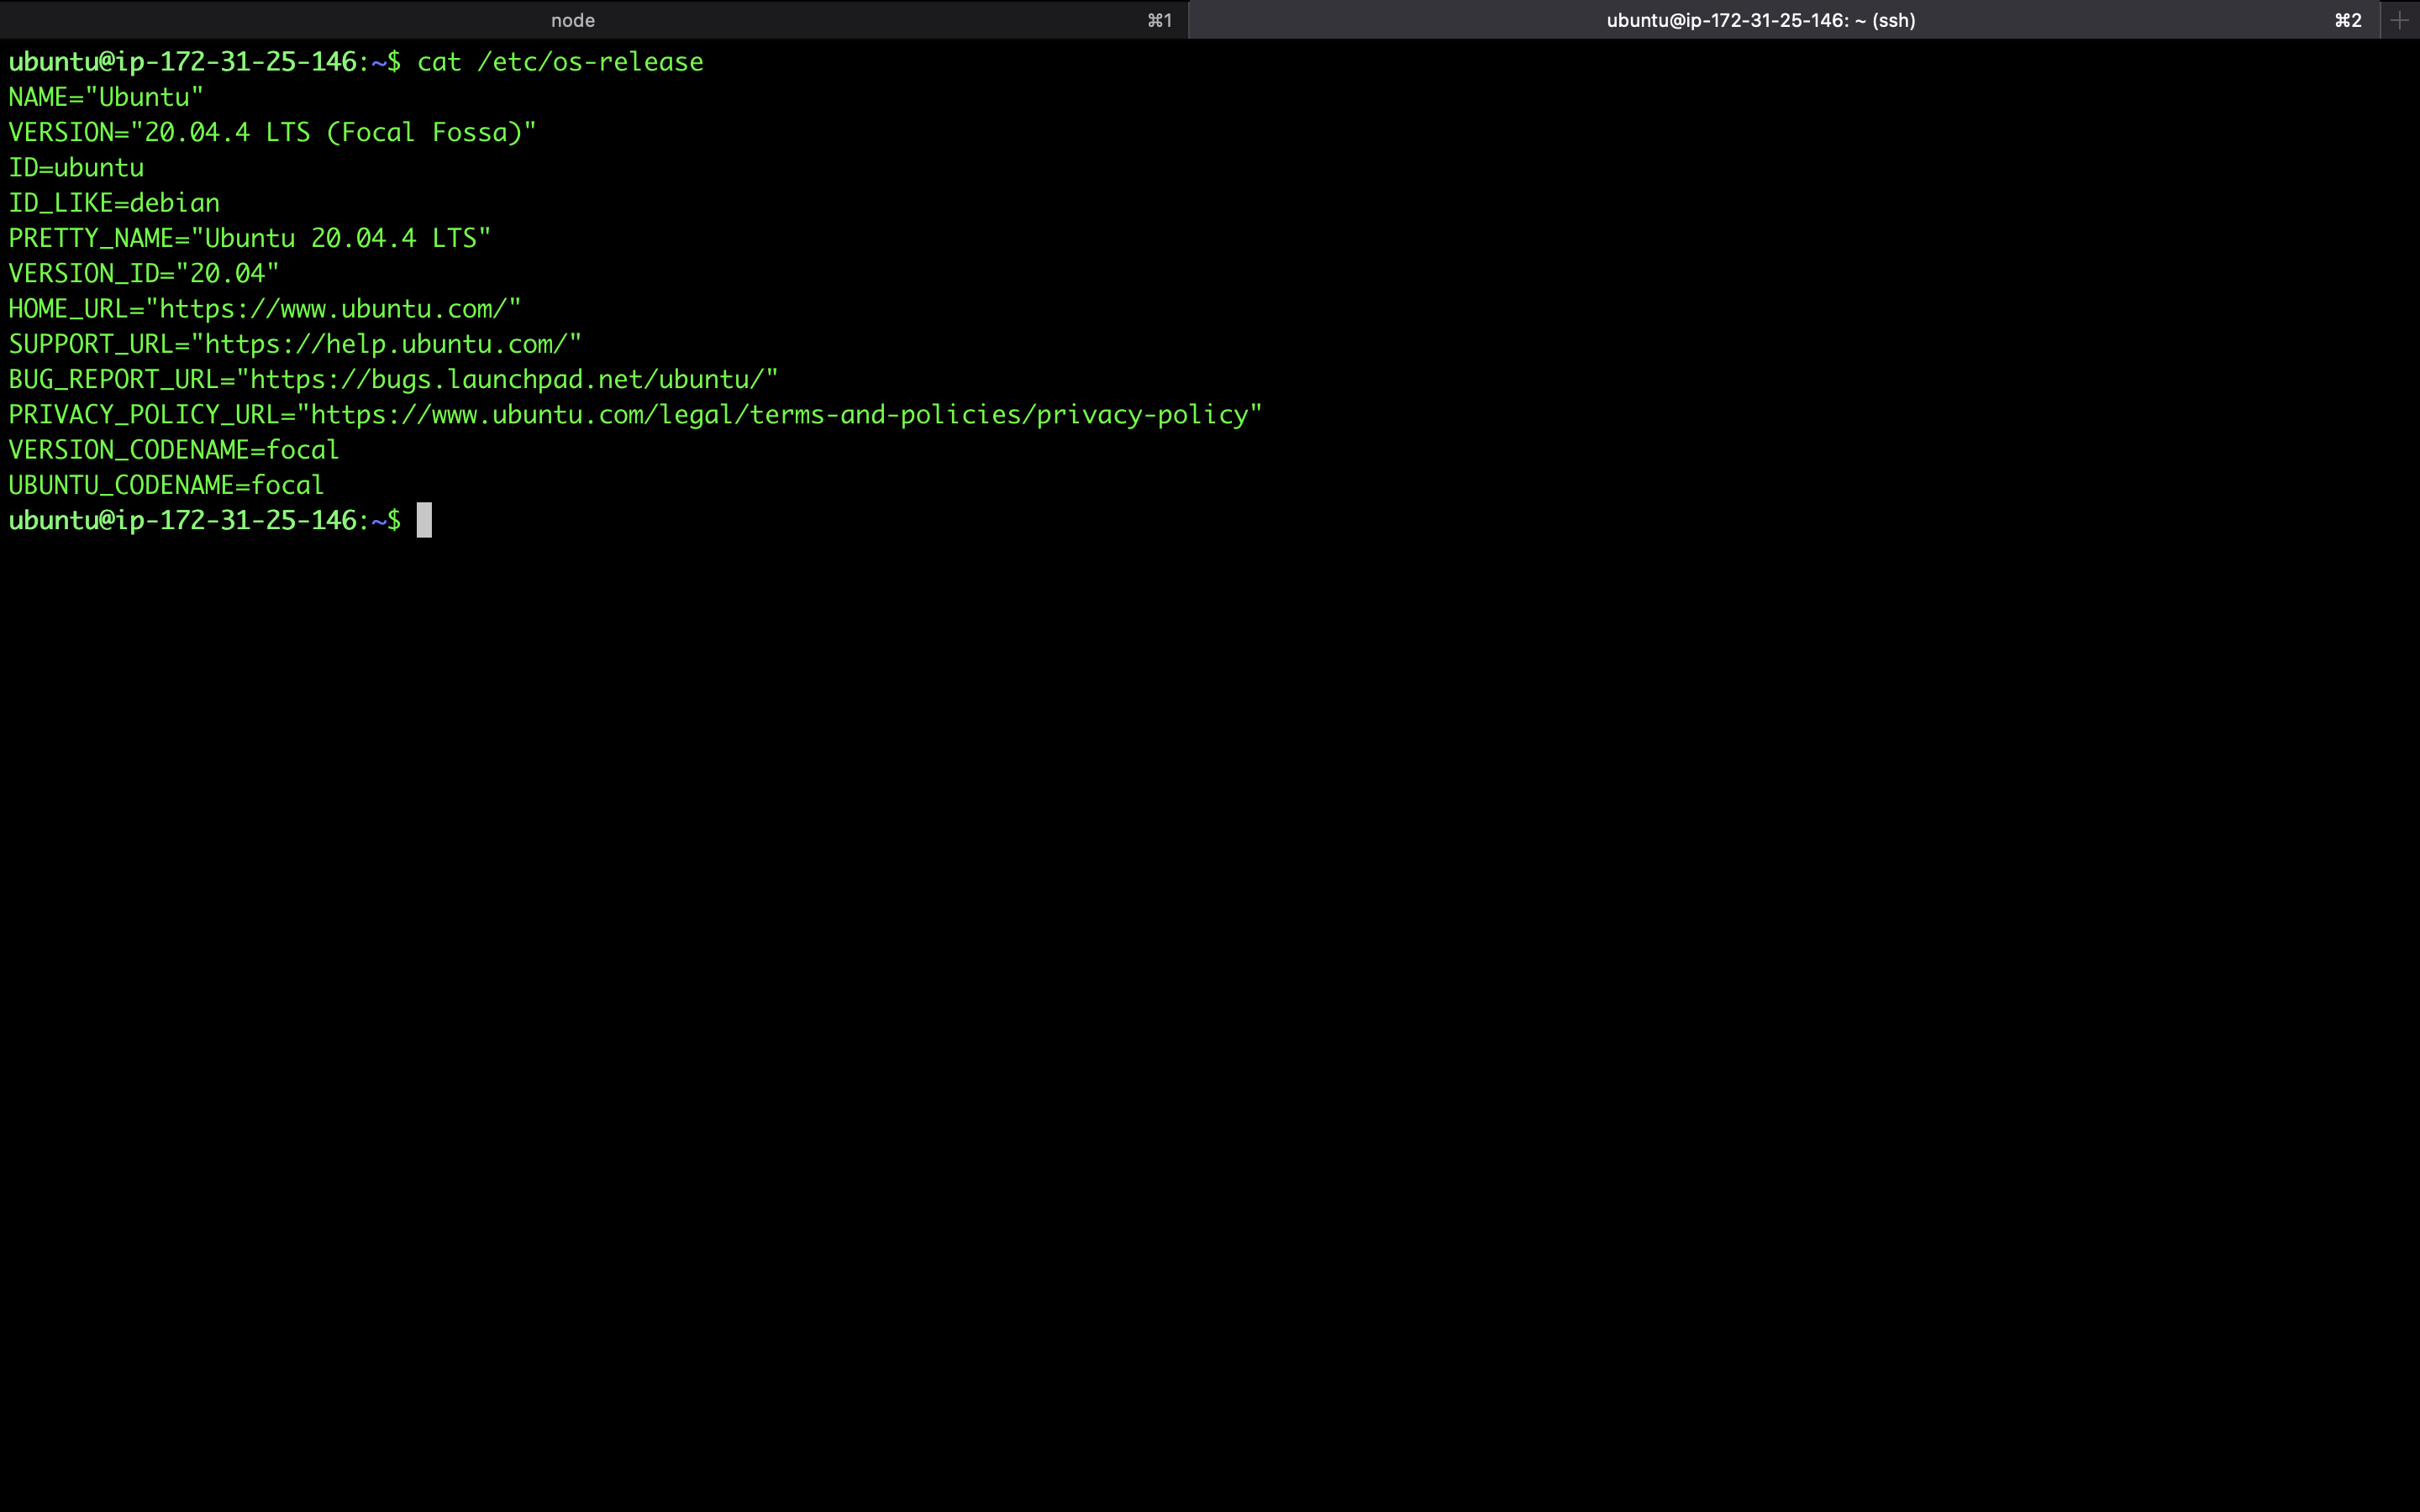 node ⌘1 ubuntu@ip-172-31-25-146: ~ (ssh) ⌘2 +
ubuntu@ip-172-31-25-146:~$ cat /etc/os-release
NAME="Ubuntu"
VERSION="20.04.4 LTS (Focal Fossa)"
ID=ubuntu
ID_LIKE=debian
PRETTY_NAME="Ubuntu 20.04.4 LTS"
VERSION_ID="20.04"
HOME_URL="https://www.ubuntu.com/"
SUPPORT_URL="https://help.ubuntu.com/"
BUG_REPORT_URL="https://bugs.launchpad.net/ubuntu/"
PRIVACY_POLICY_URL="https://www.ubuntu.com/legal/terms-and-policies/privacy-policy"
VERSION_CODENAME=focal
UBUNTU_CODENAME=focal
ubuntu@ip-172-31-25-146:~$